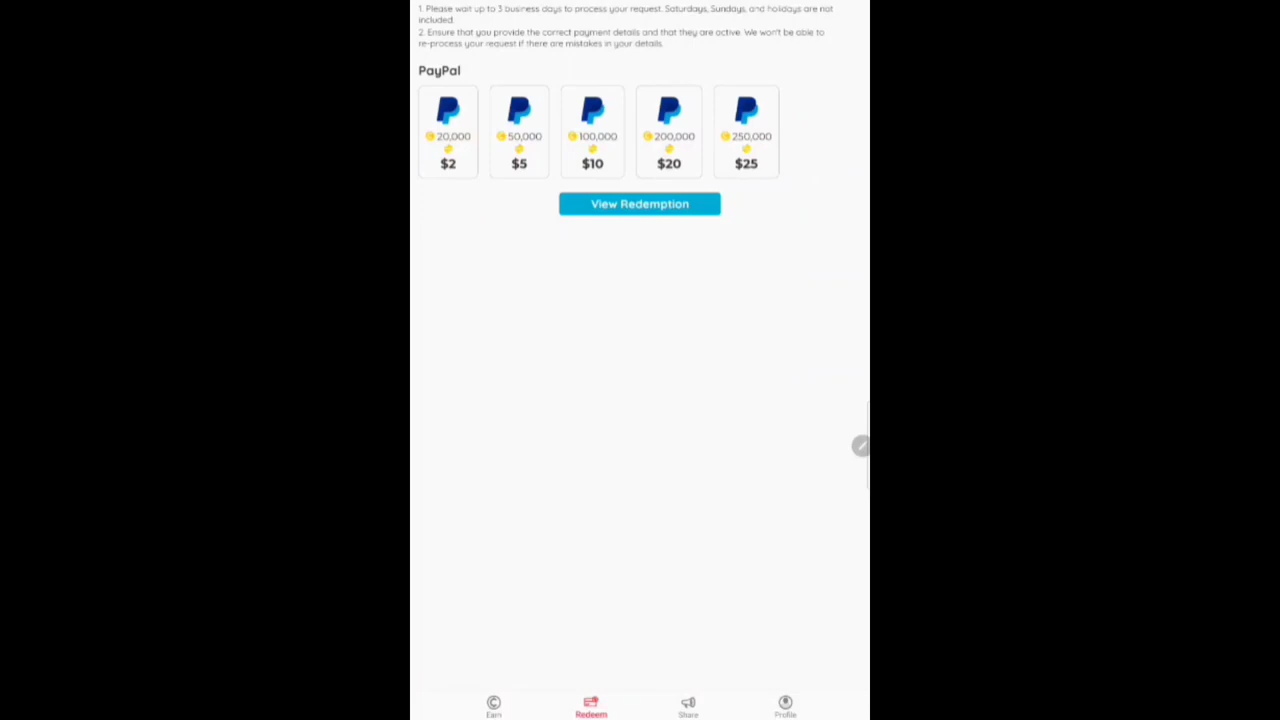 1. Please wait up to 3 business days to process your request. Saturdays, Sundays, and holidays are not
included.
2. Ensure that you provide the correct payment details and that they are active. We won't be able to
re-process your request if there are mistakes in your details.
PayPal
20,000 50,000 100,000 200,000 250,000
$2 $5 $10 $20 $25
View Redemption
Earn Redeem Share Profile